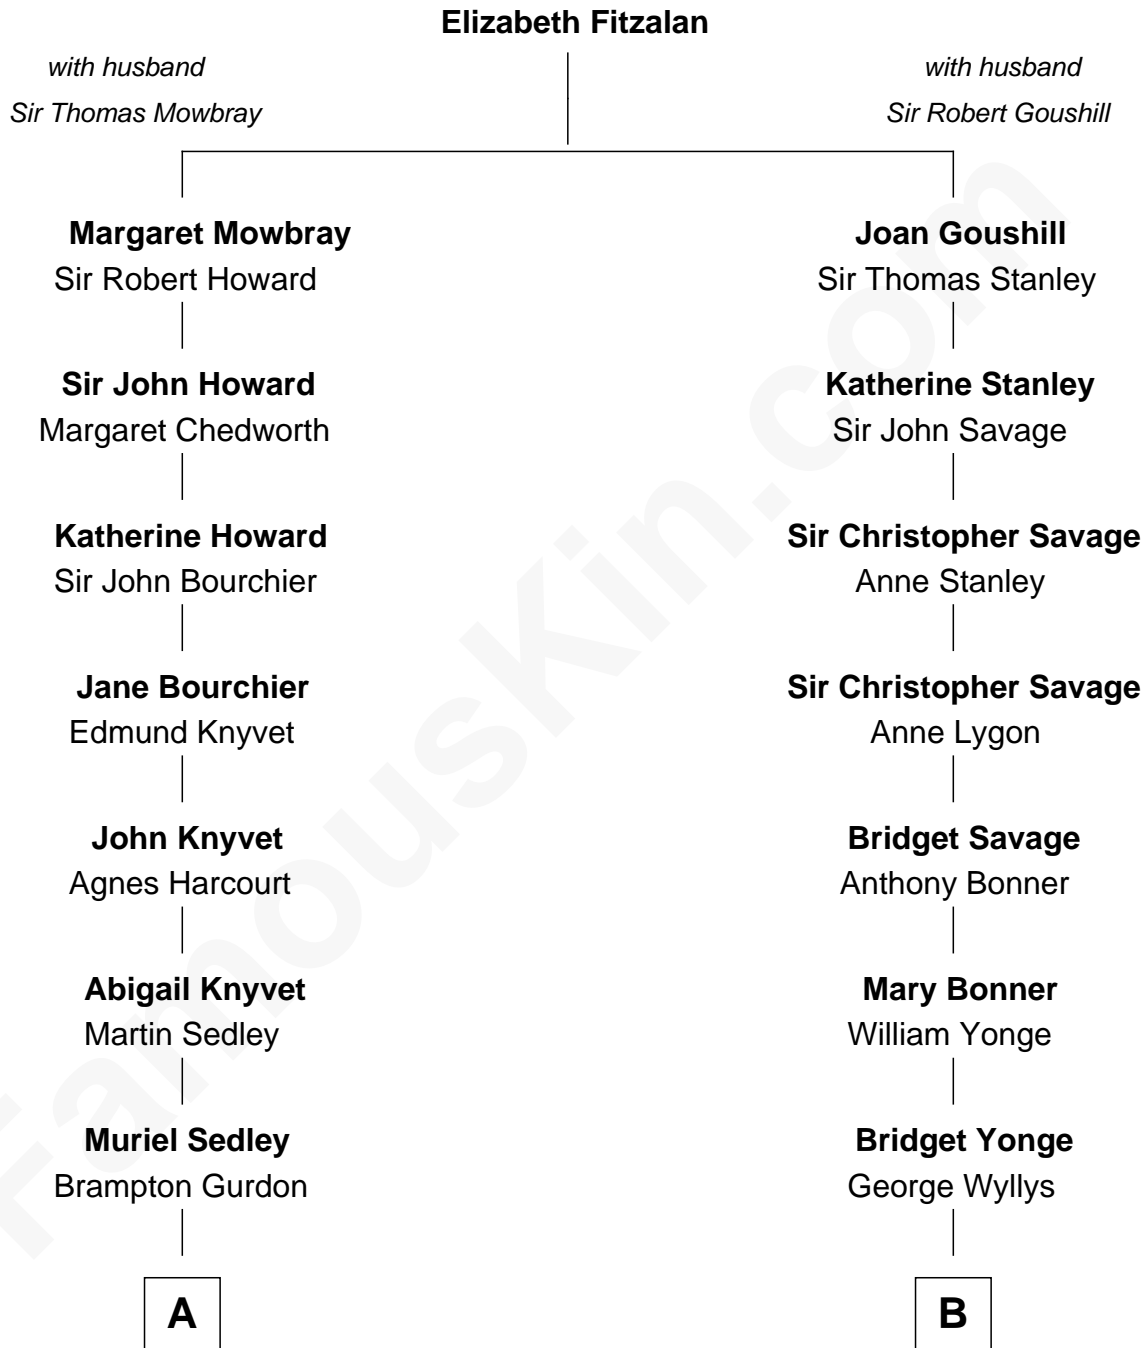 Elizabeth Fitzalan
with husband
Sir Thomas Mowbray
with husband
Sir Robert Goushill
Margaret Mowbray
Sir Robert Howard
Joan Goushill
Sir Thomas Stanley
Sir John Howard
Margaret Chedworth
Katherine Stanley
Sir John Savage
Katherine Howard
Sir John Bourchier
Sir Christopher Savage
Anne Stanley
Jane Bourchier
Edmund Knyvet
Sir Christopher Savage
Anne Lygon
John Knyvet
Agnes Harcourt
Bridget Savage
Anthony Bonner
Abigail Knyvet
Martin Sedley
Mary Bonner
William Yonge
Muriel Sedley
Brampton Gurdon
Bridget Yonge
George Wyllys
A
B
FamousKin.com